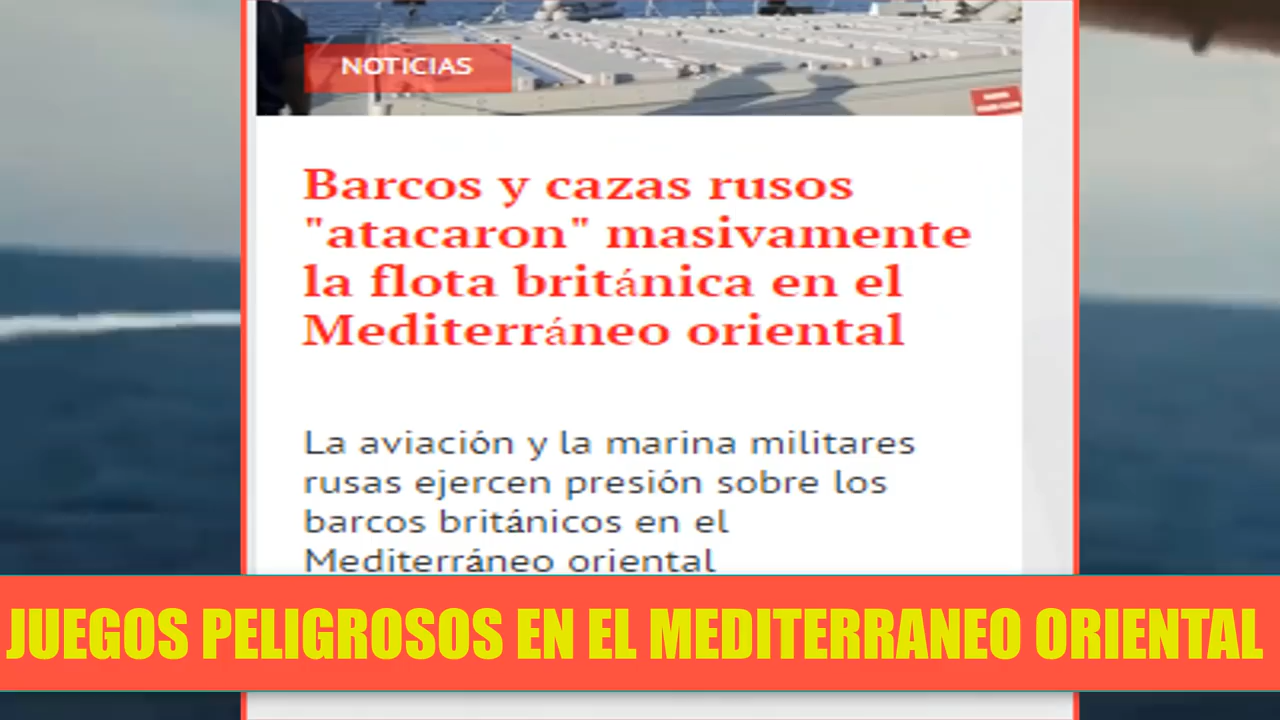 NOTICIAS
Barcos y cazas rusos
"atacaron" masivamente
la flota británica en el
Mediterráneo oriental
La aviación y la marina militares
rusas ejercen presión sobre los
barcos británicos en el
Mediterráneo oriental
JUEGOS PELIGROSOS EN EL MEDITERRANEO ORIENTAL